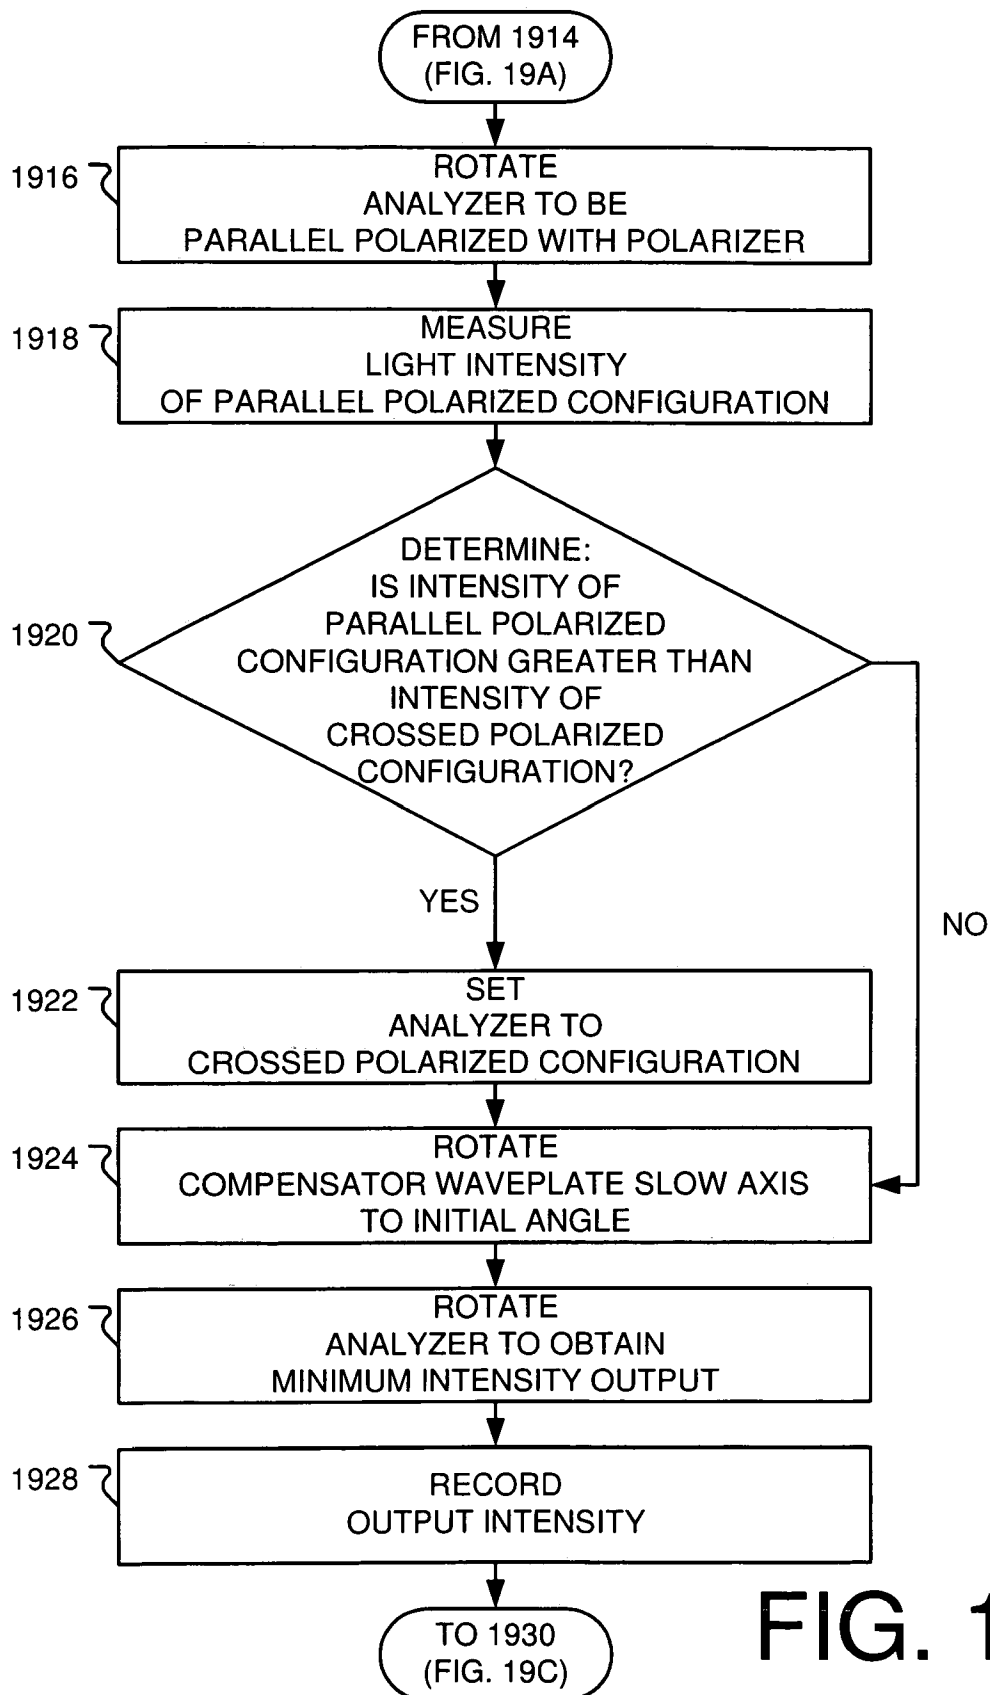 FROM 1914
(FIG. 19A)
1916
ROTATE
ANALYZER TO BE
PARALLEL POLARIZED WITH POLARIZER
1918
MEASURE
LIGHT INTENSITY
OF PARALLEL POLARIZED CONFIGURATION
1920
DETERMINE:
IS INTENSITY OF
PARALLEL POLARIZED
CONFIGURATION GREATER THAN
INTENSITY OF
CROSSED POLARIZED
CONFIGURATION?
YES
NO
1922
SET
ANALYZER TO
CROSSED POLARIZED CONFIGURATION
1924
ROTATE
COMPENSATOR WAVEPLATE SLOW AXIS
TO INITIAL ANGLE
1926
ROTATE
ANALYZER TO OBTAIN
MINIMUM INTENSITY OUTPUT
1928
RECORD
OUTPUT INTENSITY
TO 1930
(FIG. 19C)
FIG.